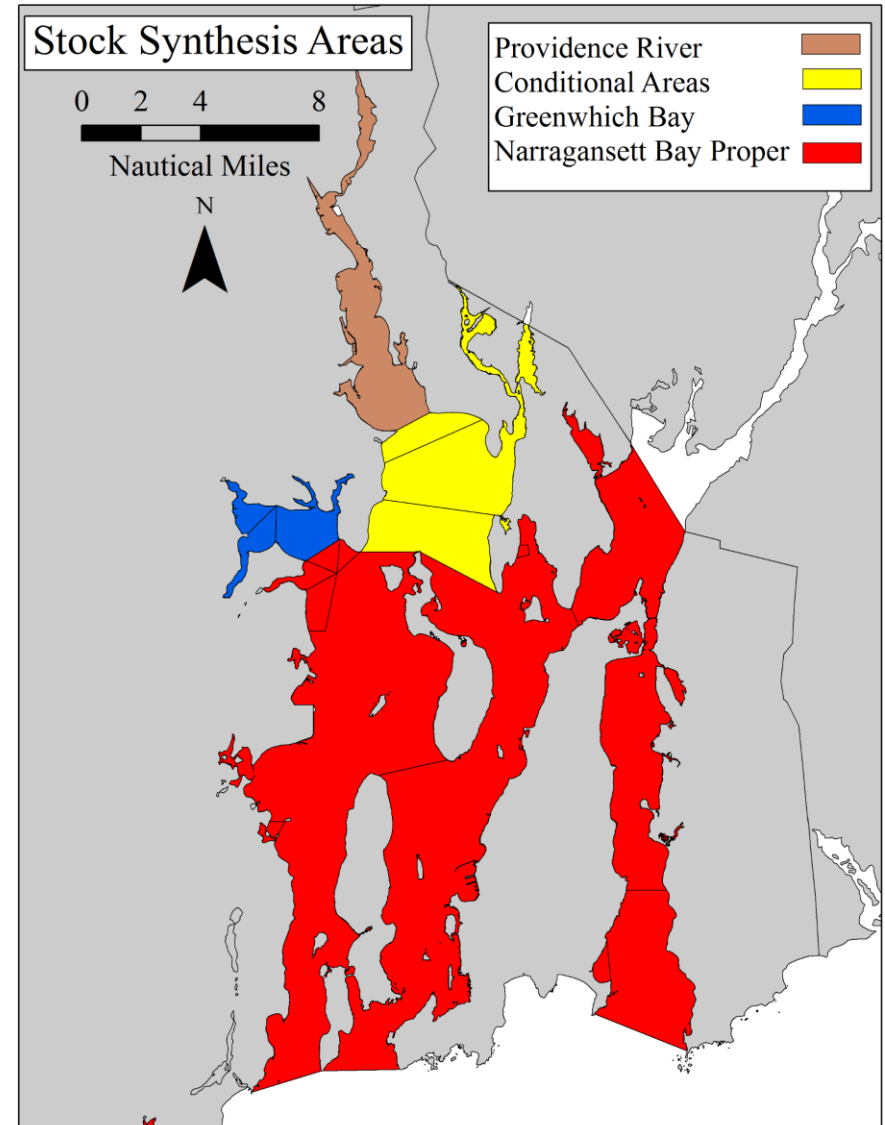 Stock Synthesis Areas
0 2 4 8
Nautical Miles
N
Providence River
Conditional Areas
Greenwhich Bay
Narragansett Bay Proper